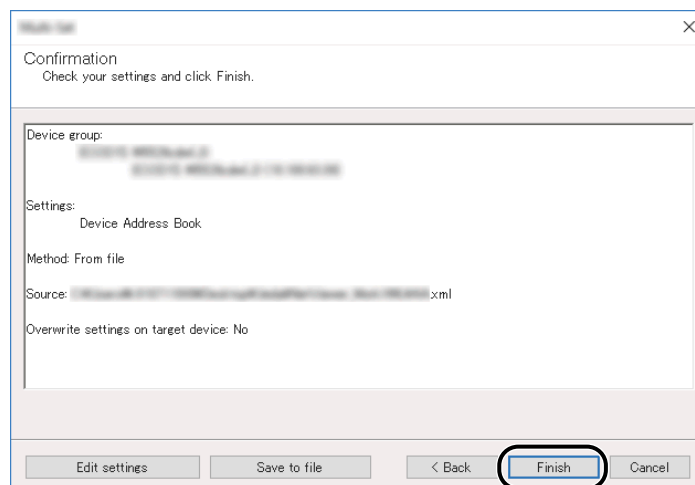 Confirmation
Check your settings and click Finish.
Device group:
Settings:
Device Address Book
Method: From file
Source: .xml
Overwrite settings on target device: No
Edit settings
Save to file
< Back
Finish
Cancel